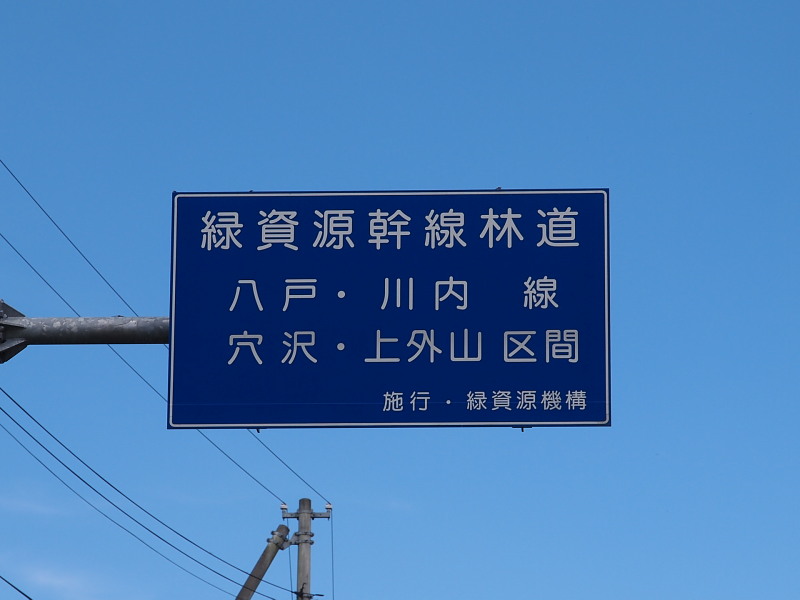 緑資源幹線林道
八戸・川内 線
穴沢・上外山区間
施行・緑資源機構